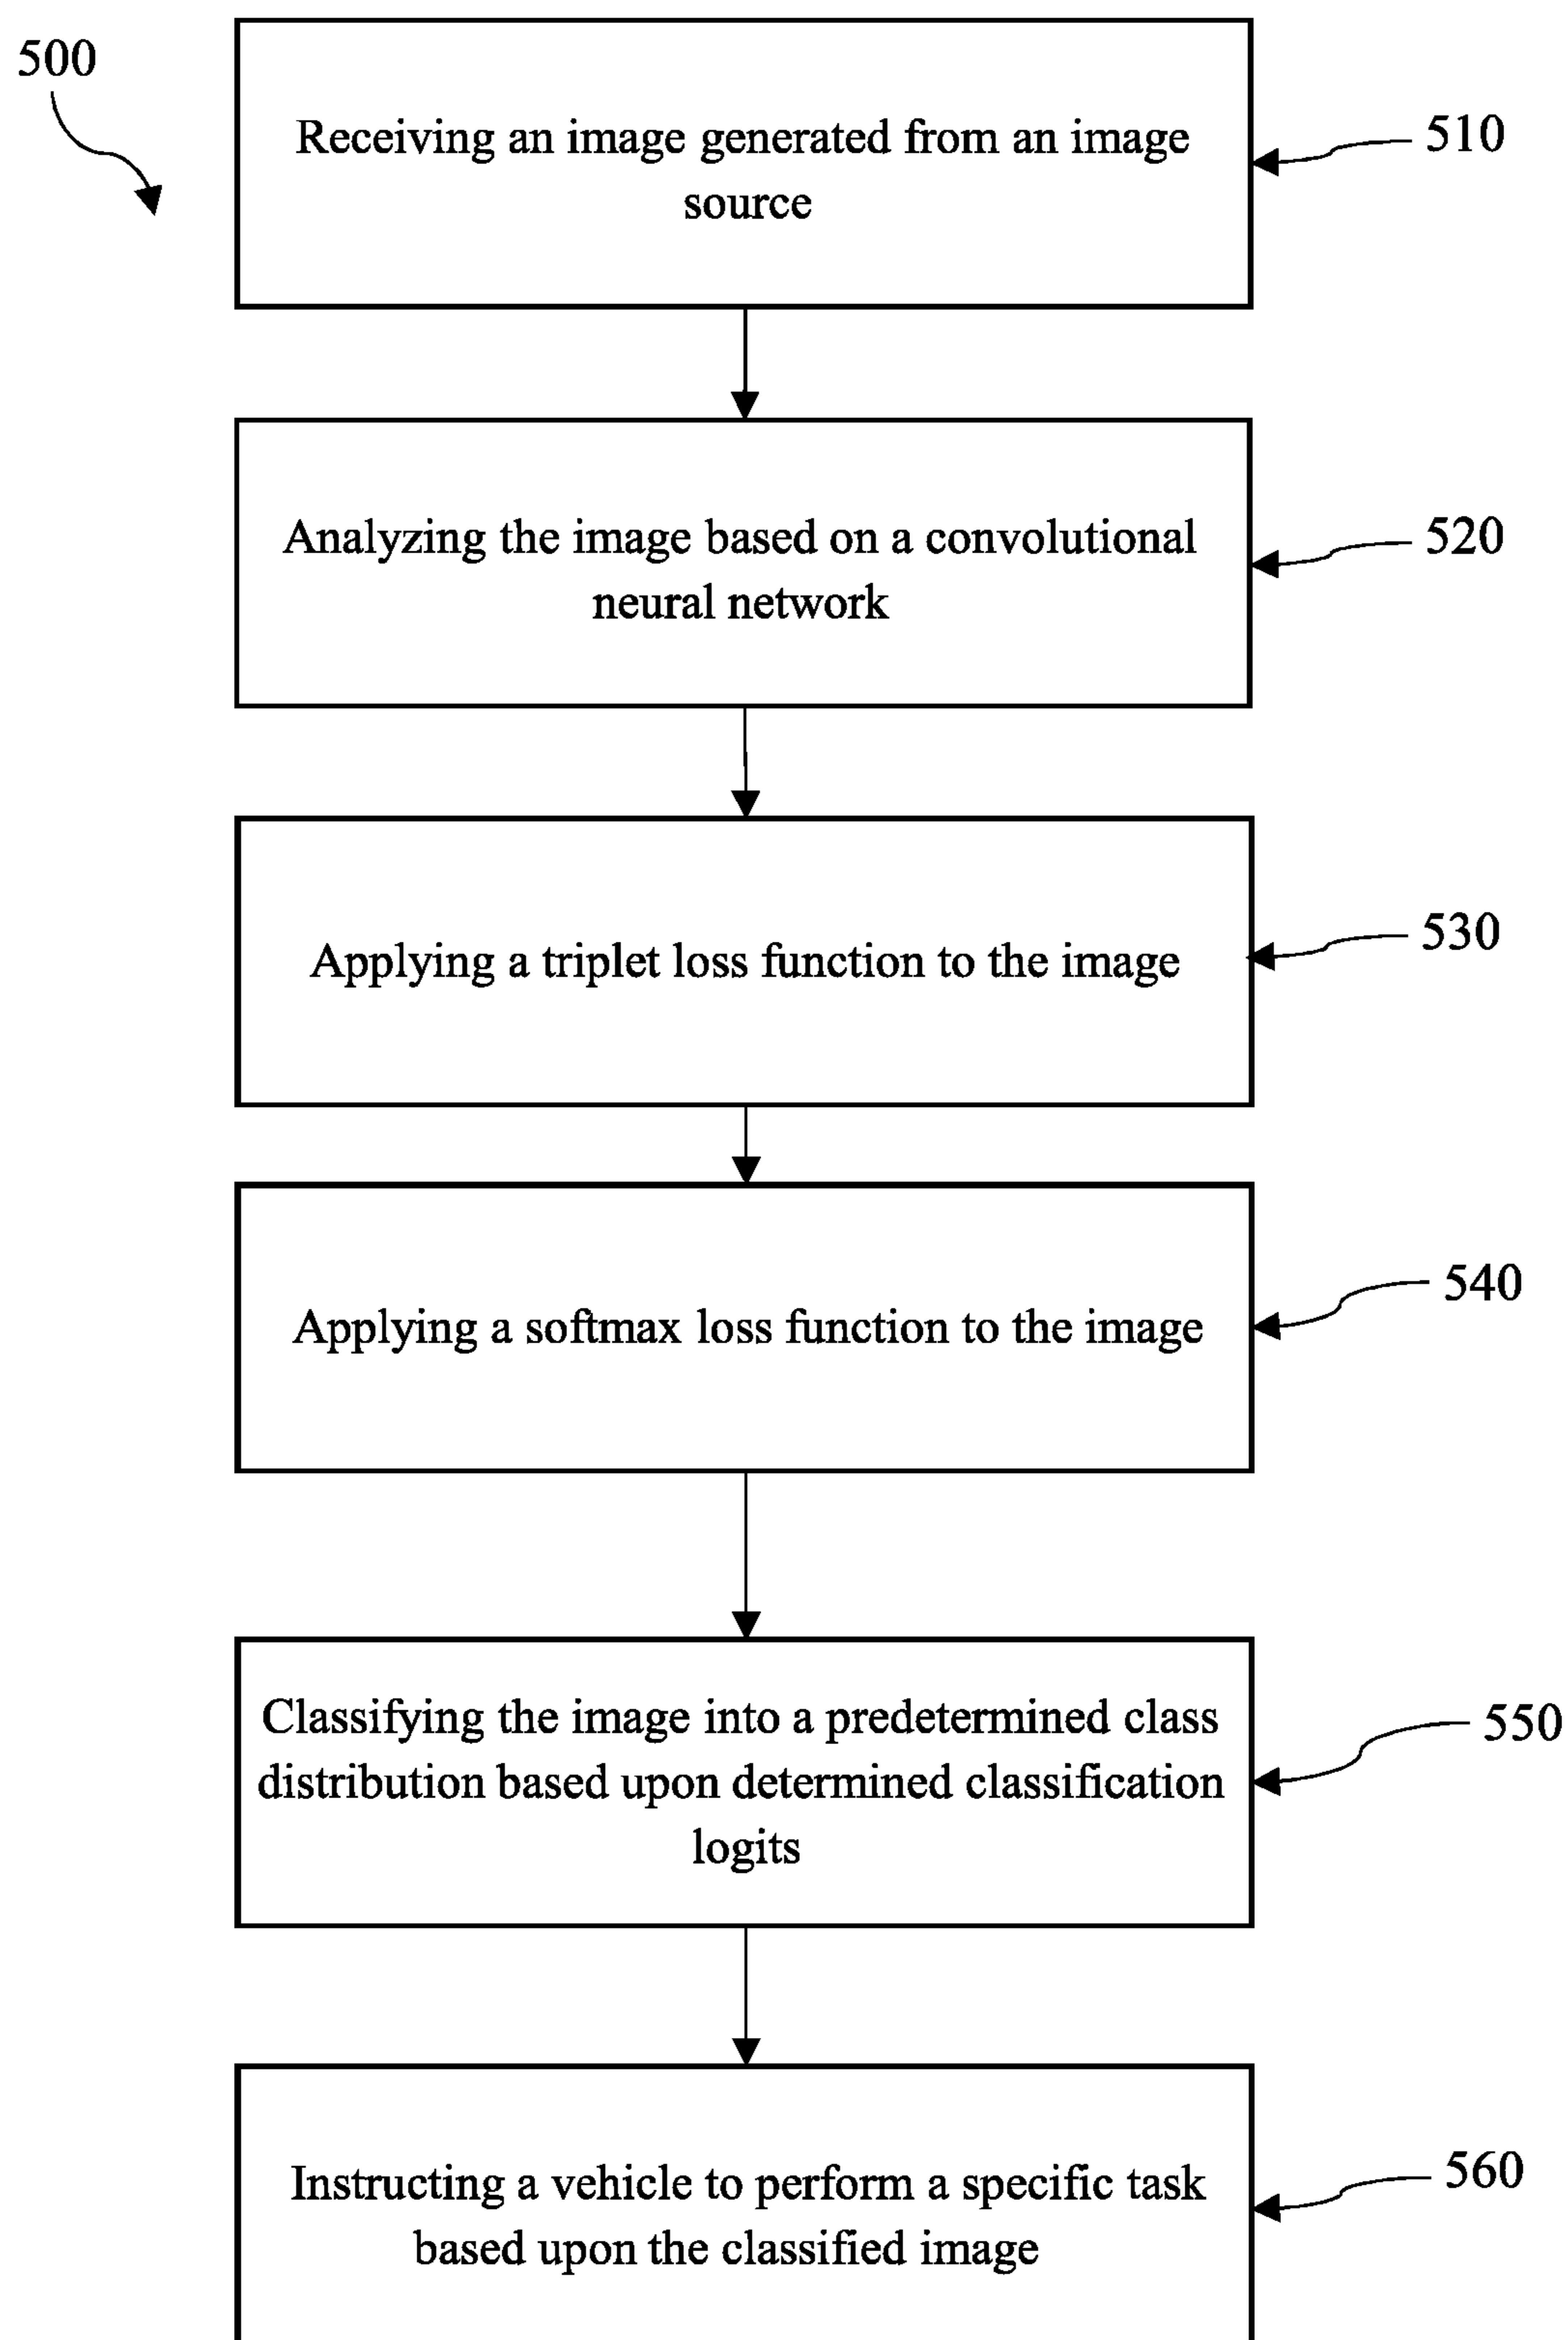 500
Receiving an image generated from an image
source
510
Analyzing the image based on a convolutional
neural network
520
Applying a triplet loss function to the image
530
Applying a softmax loss function to the image
540
Classifying the image into a predetermined class
distribution based upon determined classification
logits
550
Instructing a vehicle to perform a specific task
based upon the classified image
560